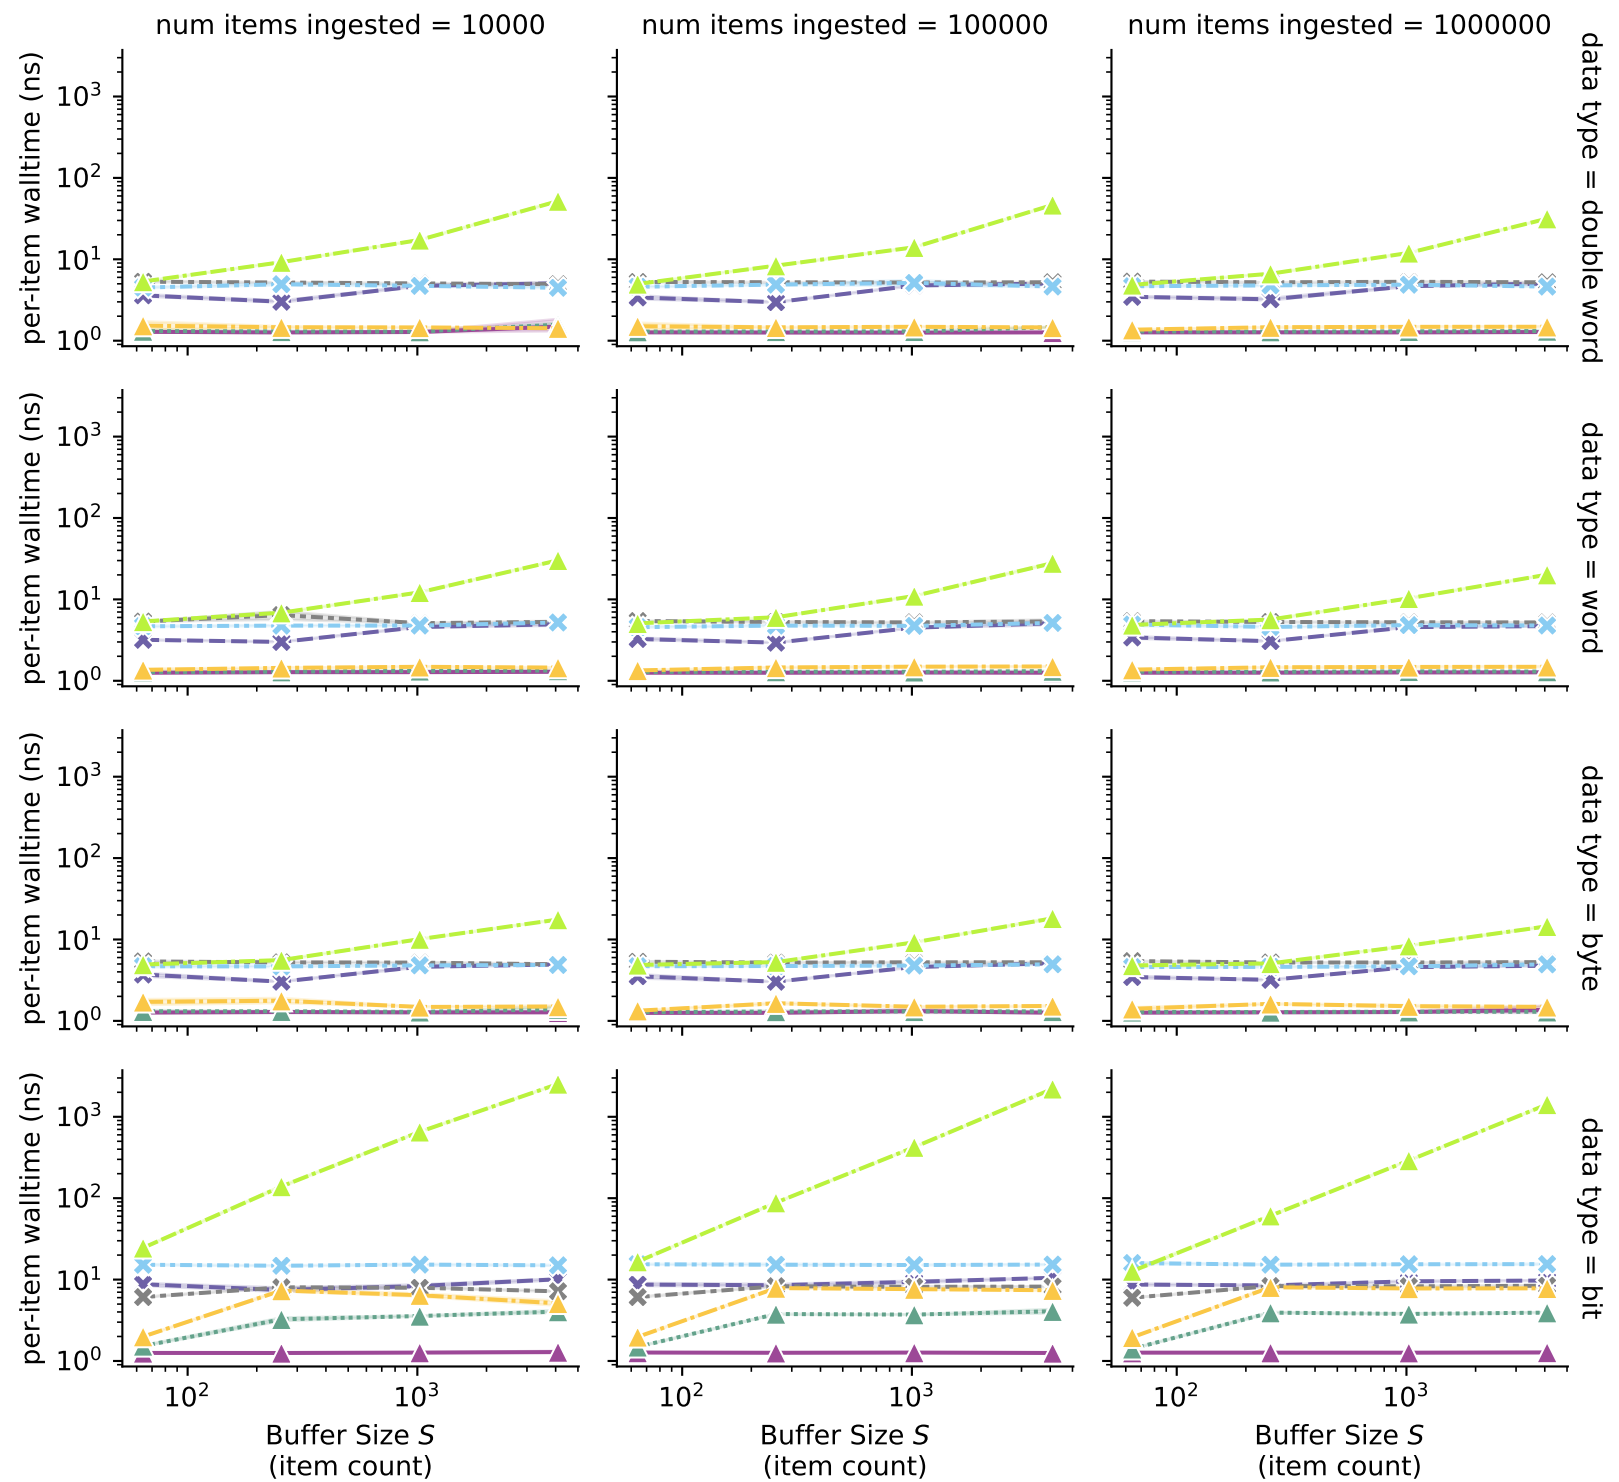 num items ingested = 10000
num items ingested = 100000
num items ingested = 1000000
per-item walltime (ns)
10³
10²
10¹
10⁰
data type = double word
per-item walltime (ns)
10³
10²
10¹
10⁰
data type = word
per-item walltime (ns)
10³
10²
10¹
10⁰
data type = byte
per-item walltime (ns)
10³
10²
10¹
10⁰
data type = bit
10² 10³
10² 10³
10² 10³
Buffer Size S
(item count)
Buffer Size S
(item count)
Buffer Size S
(item count)